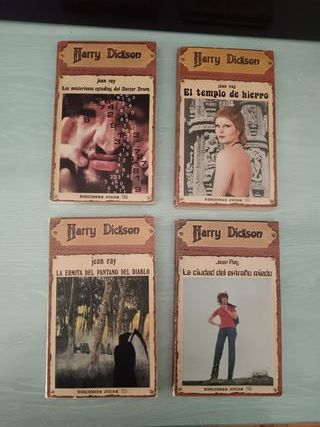 Harry Dickson
jean ray
Los misteriosos estudios del Doctor Drum
EDICIONES JUCAR
Harry Dickson
jean ray
El templo de hierro
EDICIONES JUCAR
Harry Dickson
jean ray
LA ERMITA DEL PANTANO DEL DIABLO
EDICIONES JUCAR
Harry Dickson
Jean Ray
La ciudad del extraño miedo
EDICIONES JUCAR